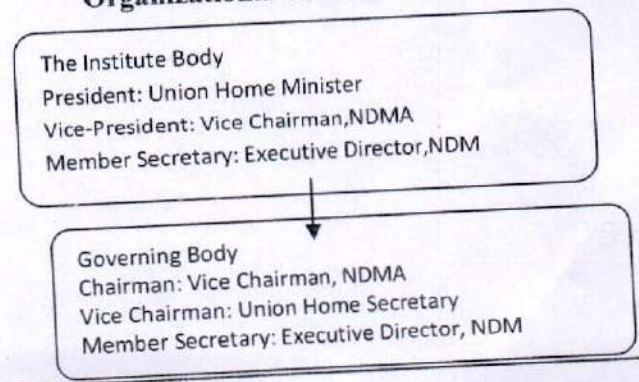 The Institute Body
President: Union Home Minister
Vice-President: Vice Chairman,NDMA
Member Secretary: Executive Director,NDM
Governing Body
Chairman: Vice Chairman, NDMA
Vice Chairman: Union Home Secretary
Member Secretary: Executive Director, NDM